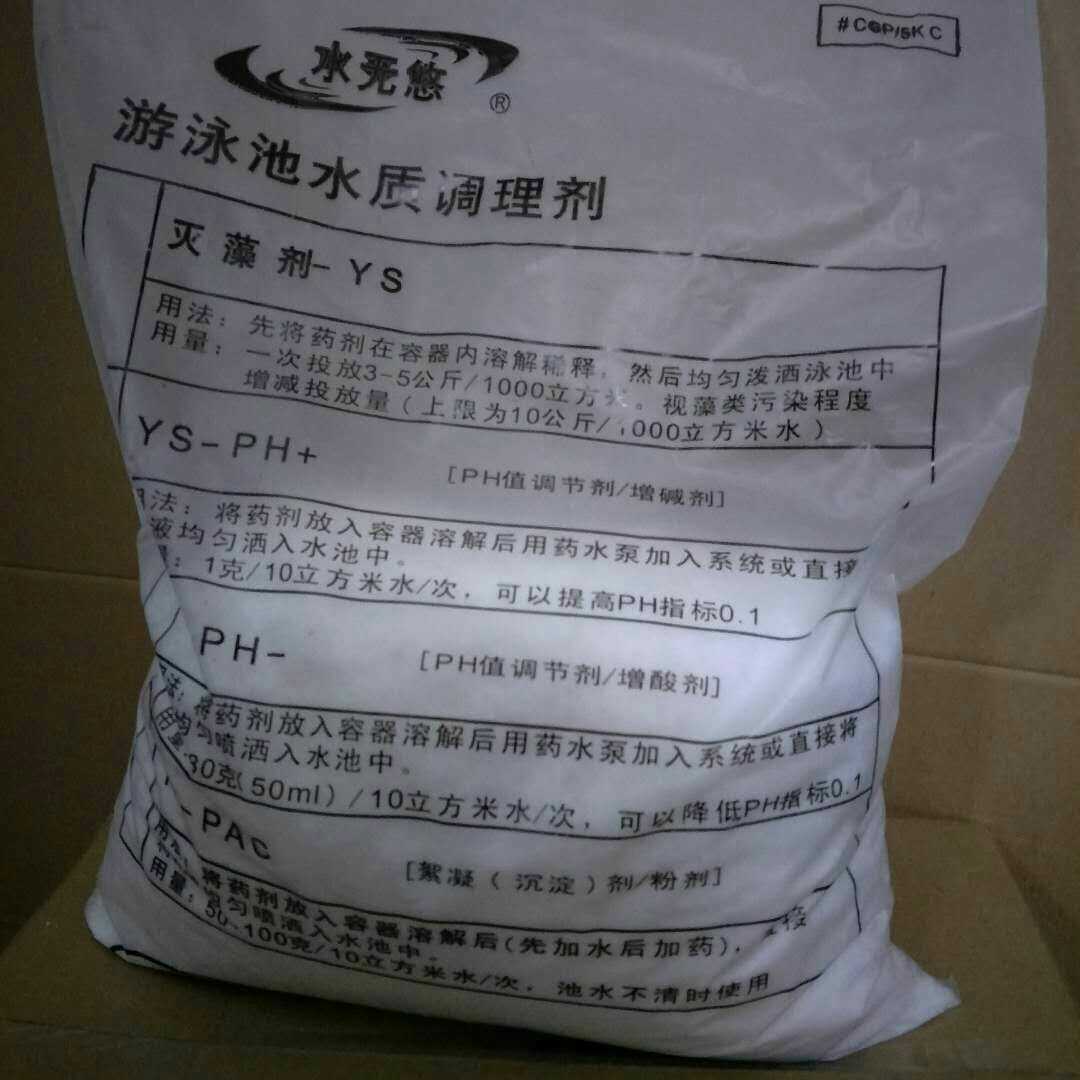 水无悠
®
游泳池水质调理剂
灭藻剂-YS
用法：先将药剂在容器内溶解稀释，然后均匀泼洒泳池中
用量：一次投放3-5公斤/1000立方米。视藻类污染程度
增减投放量（上限为10公斤/1000立方米水）
YS-PH+ [PH值调节剂/增碱剂]
法：将药剂放入容器溶解后用药水泵加入系统或直接
液均匀洒入水池中。
：1克/10立方米水/次，可以提高PH指标0.1
PH- [PH值调节剂/增酸剂]
法：将药剂放入容器溶解后用药水泵加入系统或直接将
均匀喷洒入水池中。
用量 30克(50ml)/10立方米水/次，可以降低PH指标0.1
-PAC [絮凝（沉淀）剂/粉剂]
用 将药剂放入容器溶解后(先加水后加药)， 接
匀喷洒入水池中。
用量：50-100克/10立方米水/次，池水不清时使用